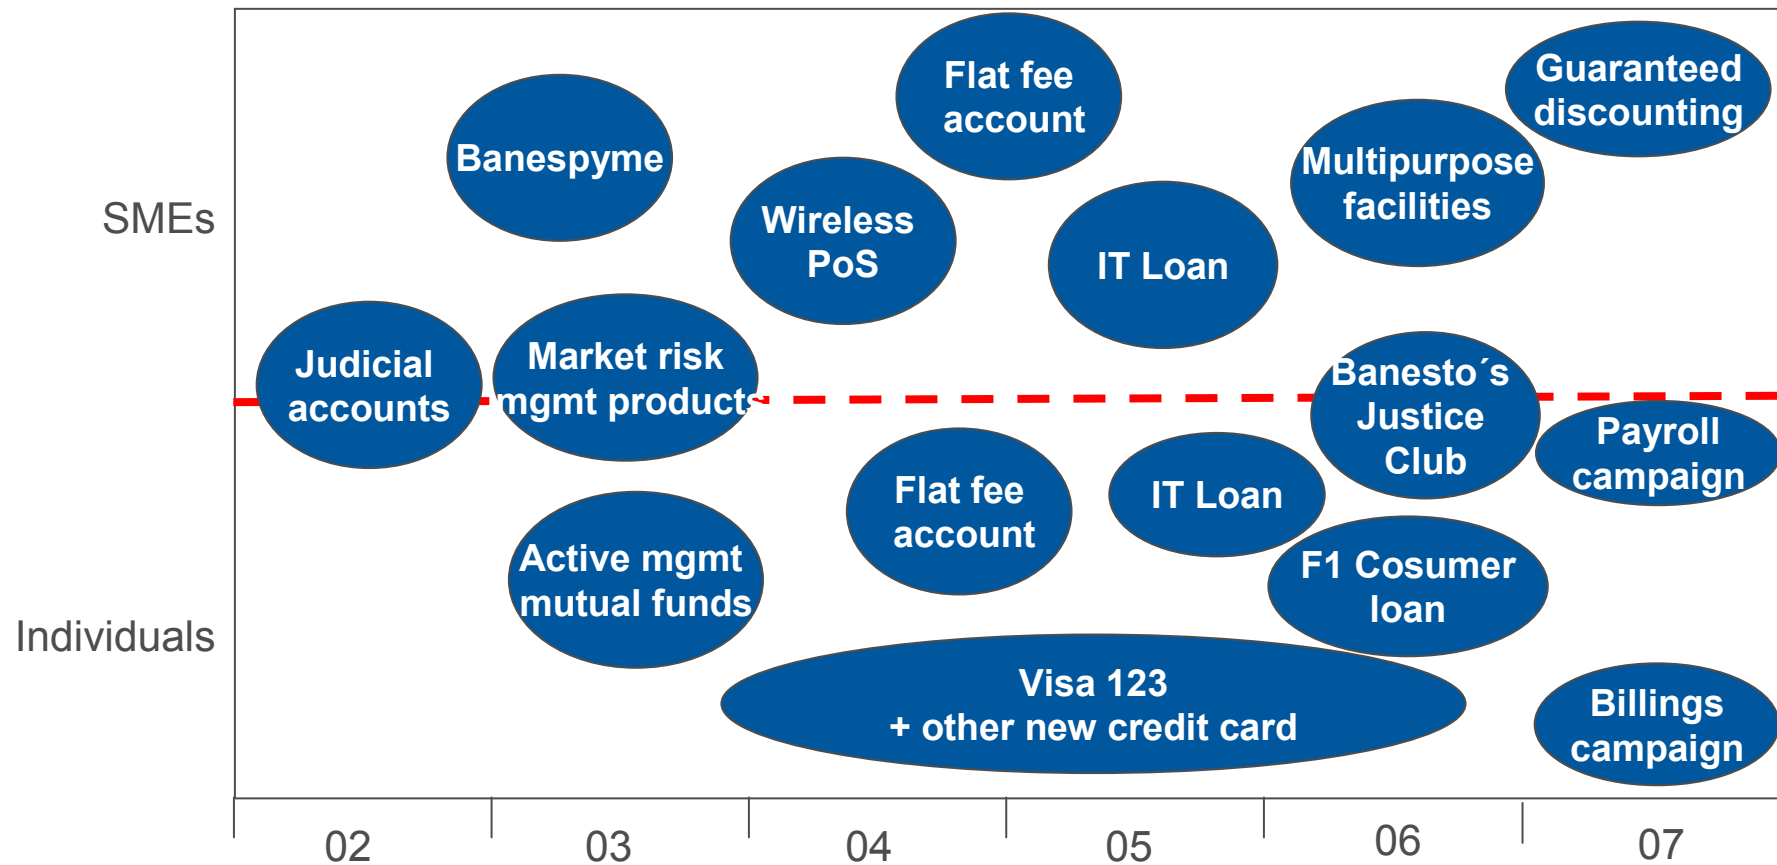 Flat fee
account
Guaranteed
discounting
Banespyme
Multipurpose
facilities
SMEs
Wireless
PoS
IT Loan
Judicial
accounts
Market risk
mgmt products
Banesto´s
Justice
Club
Payroll
campaign
Flat fee
account
IT Loan
Active mgmt
mutual funds
F1 Cosumer
loan
Individuals
Visa 123
+ other new credit card
Billings
campaign
02
03
04
05
06
07